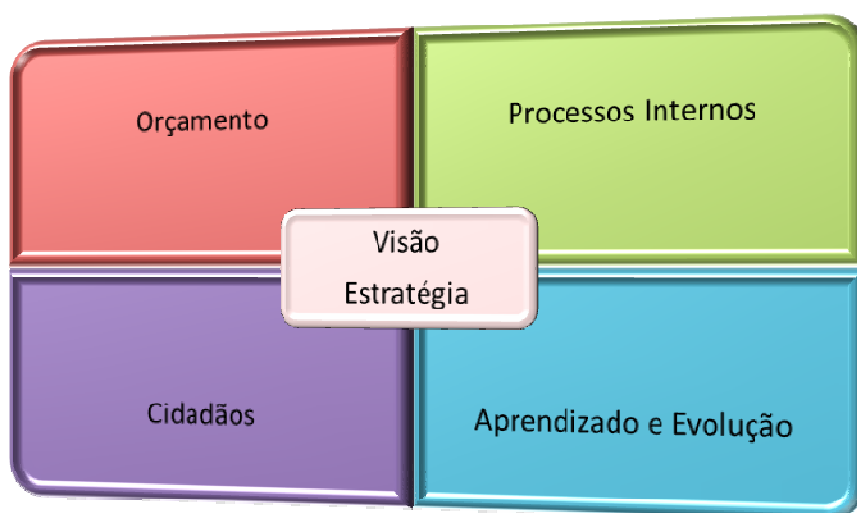 Orçamento
Processos Internos
Visão
Estratégia
Cidadãos
Aprendizado e Evolução